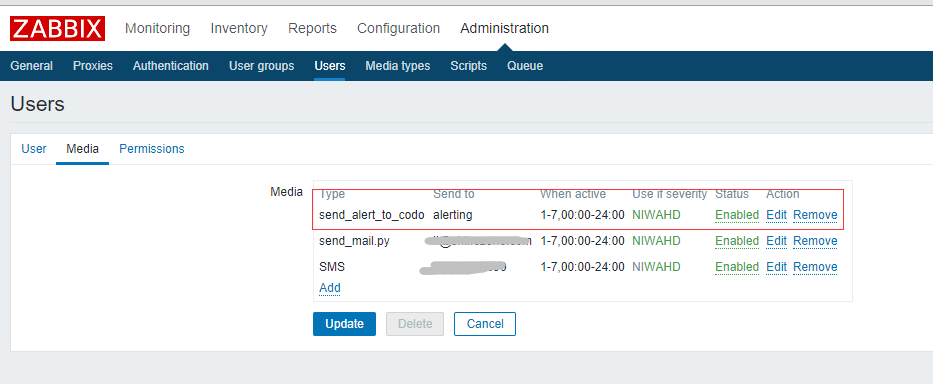 ZABBIX Monitoring Inventory Reports Configuration Administration
General Proxies Authentication User groups Users Media types Scripts Queue
Users
User Media Permissions
Media Type Send to When active Use if severity Status Action
send_alert_to_codo alerting 1-7,00:00-24:00 NIWAHD Enabled Edit Remove
send_mail.py 1-7,00:00-24:00 NIWAHD Enabled Edit Remove
SMS 1-7,00:00-24:00 NIWAHD Enabled Edit Remove
Add
Update Delete Cancel